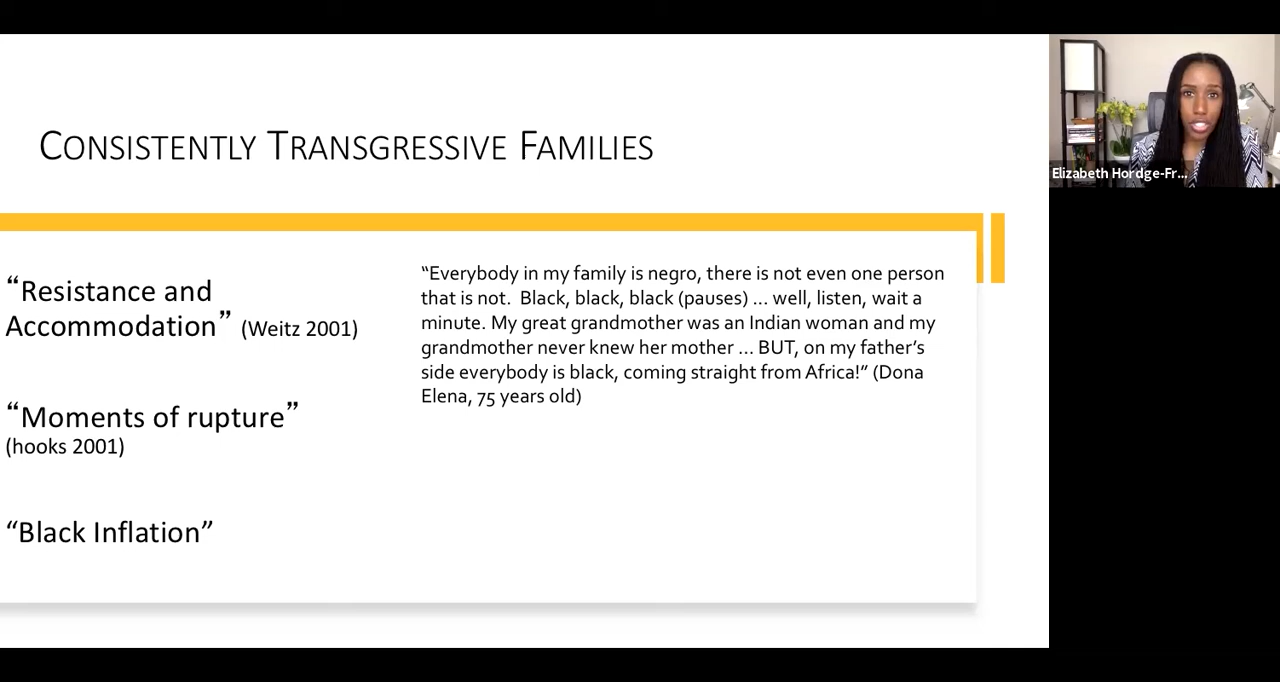 CONSISTENTLY TRANSGRESSIVE FAMILIES
“Resistance and
Accommodation” (Weitz 2001)
“Moments of rupture”
(hooks 2001)
“Black Inflation”
“Everybody in my family is negro, there is not even one person
that is not.  Black, black, black (pauses) ... well, listen, wait a
minute. My great grandmother was an Indian woman and my
grandmother never knew her mother ... BUT, on my father’s
side everybody is black, coming straight from Africa!” (Dona
Elena, 75 years old)
Elizabeth Hordge-Fr...